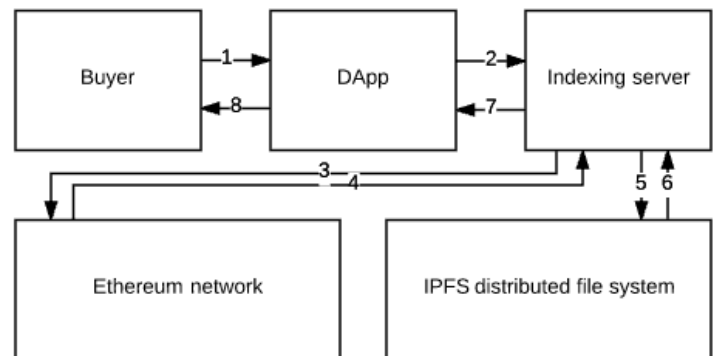 Buyer
1
8
DApp
2
7
Indexing server
3
4
5
6
Ethereum network
IPFS distributed file system